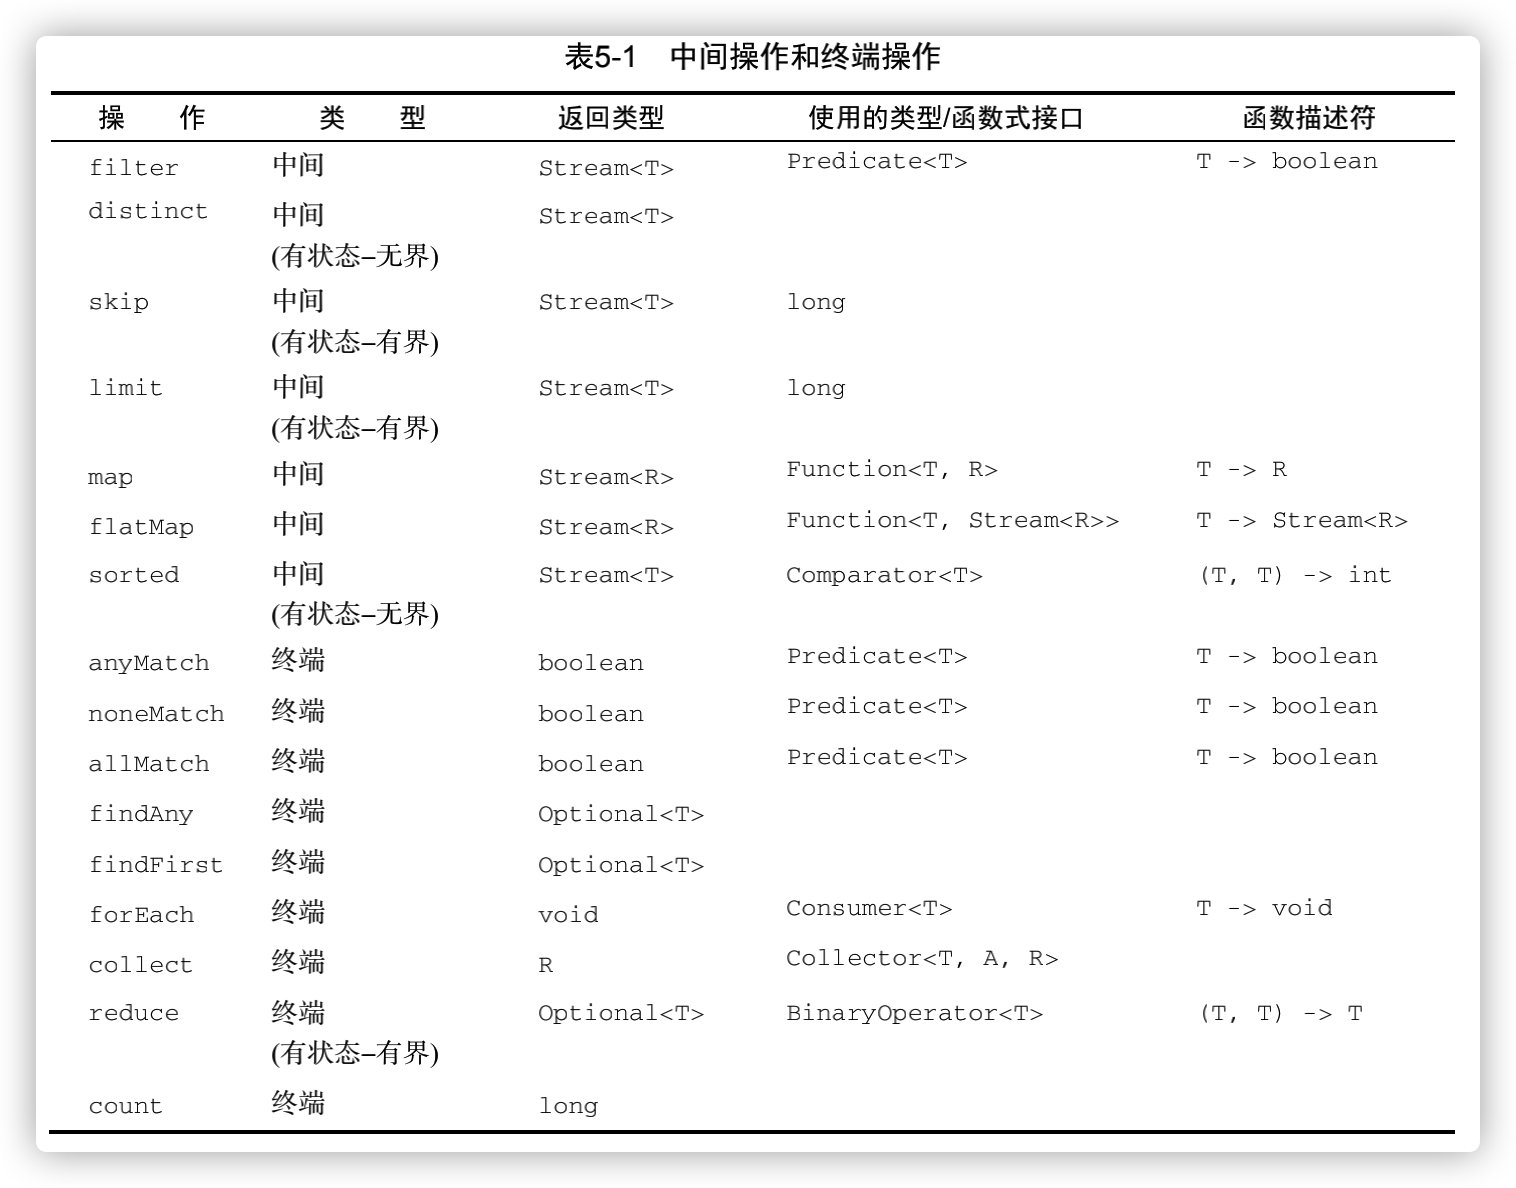 表5-1 中间操作和终端操作
操 作 类 型 返回类型 使用的类型/函数式接口 函数描述符
filter 中间 Stream<T> Predicate<T> T -> boolean
distinct 中间 Stream<T>
(有状态–无界)
skip 中间 Stream<T> long
(有状态–有界)
limit 中间 Stream<T> long
(有状态–有界)
map 中间 Stream<R> Function<T, R> T -> R
flatMap 中间 Stream<R> Function<T, Stream<R>> T -> Stream<R>
sorted 中间 Stream<T> Comparator<T> (T, T) -> int
(有状态–无界)
anyMatch 终端 boolean Predicate<T> T -> boolean
noneMatch 终端 boolean Predicate<T> T -> boolean
allMatch 终端 boolean Predicate<T> T -> boolean
findAny 终端 Optional<T>
findFirst 终端 Optional<T>
forEach 终端 void Consumer<T> T -> void
collect 终端 R Collector<T, A, R>
reduce 终端 Optional<T> BinaryOperator<T> (T, T) -> T
(有状态–有界)
count 终端 long